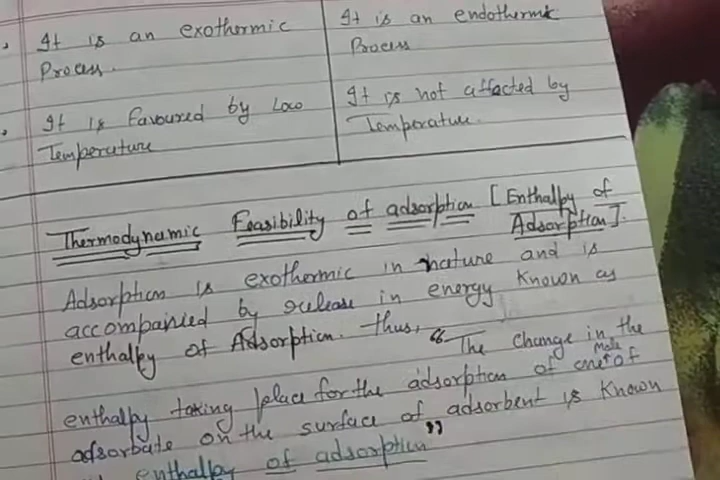 It is an exothermic
Process.
It is an endothermic
Process
It is favoured by low
Temperature
It is not affected by
Temperature.
Thermodynamic Feasibility of adsorption [Enthalpy of
Adsorption].
Adsorption is exothermic in nature and is
accompanied by release in energy known as
enthalpy of Adsorption. Thus, "The change in the
enthalpy taking place for the adsorption of one mole of
adsorbate on the surface of adsorbent is known
enthalpy of adsorption"